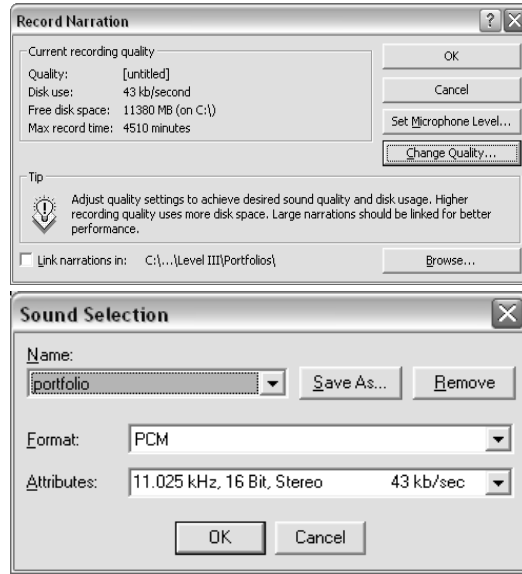 Record Narration
Current recording quality
Quality: [untitled]
Disk use: 43 kb/second
Free disk space: 11380 MB (on C:\)
Max record time: 4510 minutes
OK
Cancel
Set Microphone Level...
Change Quality...
Tip
Adjust quality settings to achieve desired sound quality and disk usage. Higher
recording quality uses more disk space. Large narrations should be linked for better
performance.
Link narrations in: C:\...\Level III\Portfolios\
Browse...
Sound Selection
Name:
portfolio
Save As...
Remove
Format: PCM
Attributes: 11.025 kHz, 16 Bit, Stereo 43 kb/sec
OK
Cancel